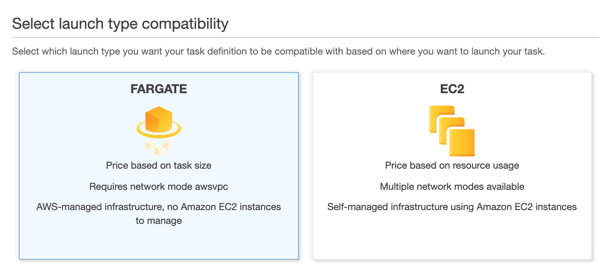 Select launch type compatibility
Select which launch type you want your task definition to be compatible with based on where you want to launch your task.
FARGATE
Price based on task size
Requires network mode awsvpc
AWS-managed infrastructure, no Amazon EC2 instances
to manage
EC2
Price based on resource usage
Multiple network modes available
Self-managed infrastructure using Amazon EC2 instances